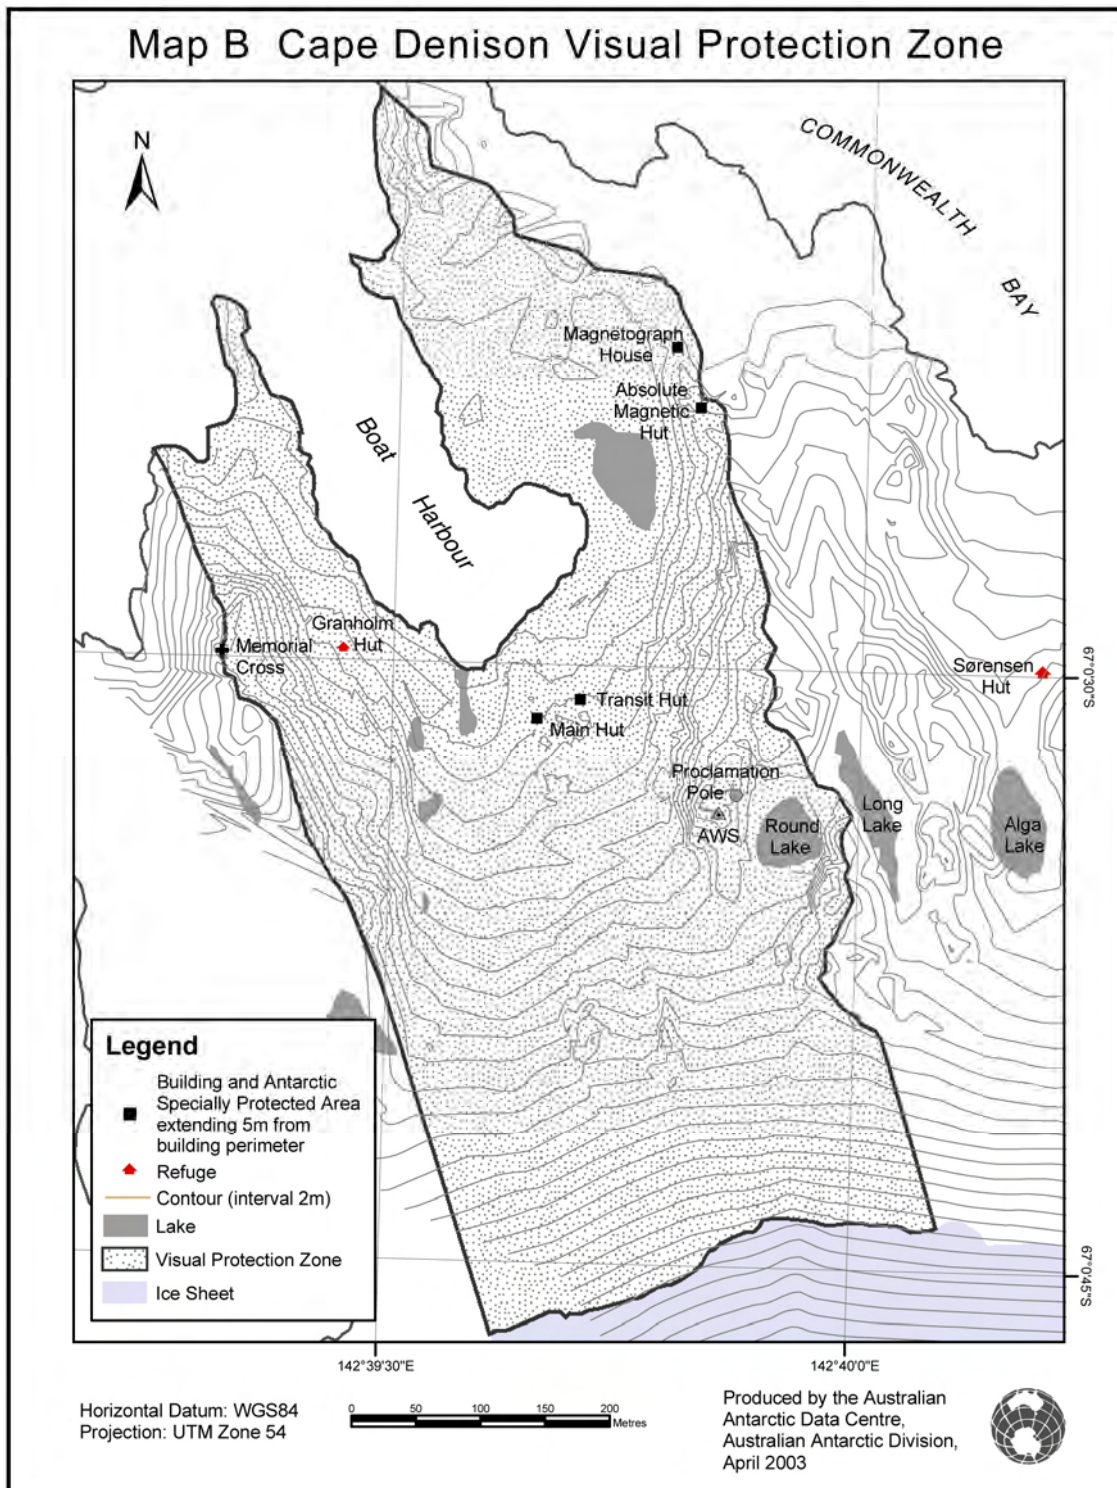 Map B Cape Denison Visual Protection Zone
N
COMMONWEALTH
BAY
Magnetograph
House
Absolute
Magnetic
Hut
Boat
Harbour
Granholm
Hut
Memorial
Cross
Sørensen
Hut
67°0'30"S
Transit Hut
Main Hut
Proclamation
Pole
AWS
Round
Lake
Long
Lake
Alga
Lake
Legend
Building and Antarctic
Specially Protected Area
extending 5m from
building perimeter
Refuge
Contour (interval 2m)
Lake
Visual Protection Zone
Ice Sheet
67°0'45"S
142°39'30"E
142°40'0"E
Horizontal Datum: WGS84
Projection: UTM Zone 54
0 50 100 150 200
Metres
Produced by the Australian
Antarctic Data Centre,
Australian Antarctic Division,
April 2003